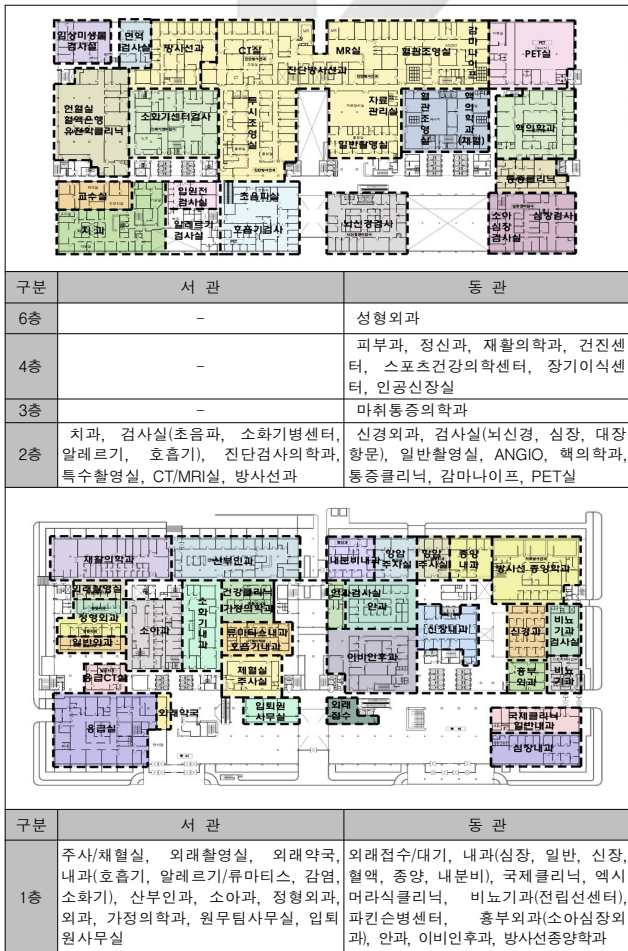 임상미생물
검사실
면역
검사실
방사선과
CT실
MR실
혈관조영실
감마나이프
PET실
진단방사선과
헌혈실
혈액은행
유전학클리닉
소화기센터검사
투시조영실
자료
관리실
일반촬영실
혈관조영실
핵의학과(채혈)
핵의학과
통증클리닉
교수실
입원전
검사실
초음파실
치과
알레르기
검사실
호흡기검사
뇌신경검사
소아
심장
검사실
심장검사
구분 서 관 동 관
6층 - 성형외과
4층 - 피부과, 정신과, 재활의학과, 건진센
터, 스포츠건강의학센터, 장기이식센
터, 인공신장실
3층 - 마취통증의학과
2층 치과, 검사실(초음파, 소화기병센터, 신경외과, 검사실(뇌신경, 심장, 대장
알레르기, 호흡기), 진단검사의학과, 항문), 일반촬영실, ANGIO, 핵의학과,
특수촬영실, CT/MRI실, 방사선과 통증클리닉, 감마나이프, PET실
재활의학과
산부인과
내분비내과
항암
주사실
항암
주사실
종양
내과
방사선 종양학과
외래촬영실
정형외과
일반외과
소아과
소화기내과
건강클리닉
가정의학과
류마티스내과
호흡기내과
안과검사실
안과
신장내과
신경과
비뇨
기과
검사실
이비인후과
응급CT실
채혈실
주사실
흉부
외과
비뇨
기과
응급실
외래약국
입퇴원
사무실
외래
접수
국제클리닉
일반내과
심장내과
구분 서 관 동 관
1층 주사/채혈실, 외래촬영실, 외래약국, 외래접수/대기, 내과(심장, 일반, 신장,
내과(호흡기, 알레르기/류마티스, 감염, 혈액, 종양, 내분비), 국제클리닉, 엑시
소화기), 산부인과, 소아과, 정형외과, 머라식클리닉, 비뇨기과(전립선센터),
외과, 가정의학과, 원무팀사무실, 입퇴 파킨슨병센터, 흉부외과(소아심장외
원사무실 과), 안과, 이비인후과, 방사선종양학과